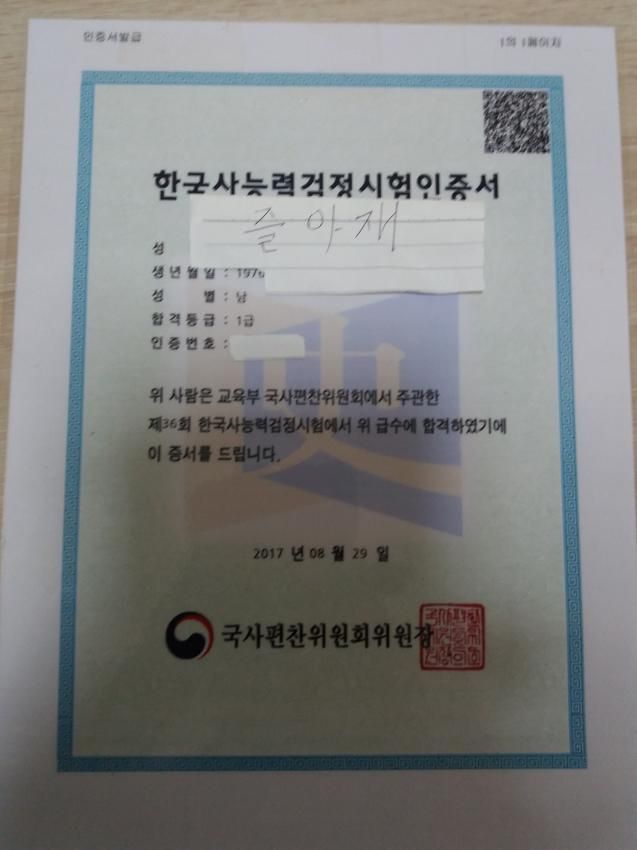 인증서발급
1의 1페이지
한국사능력검정시험인증서
즐아재
성
생년월일 : 1976
성 별 : 남
합격등급 : 1급
인증번호 :
史
위 사람은 교육부 국사편찬위원회에서 주관한
제36회 한국사능력검정시험에서 위 급수에 합격하였기에
이 증서를 드립니다.
2017 년 08 월 29 일
국사편찬위원회위원장